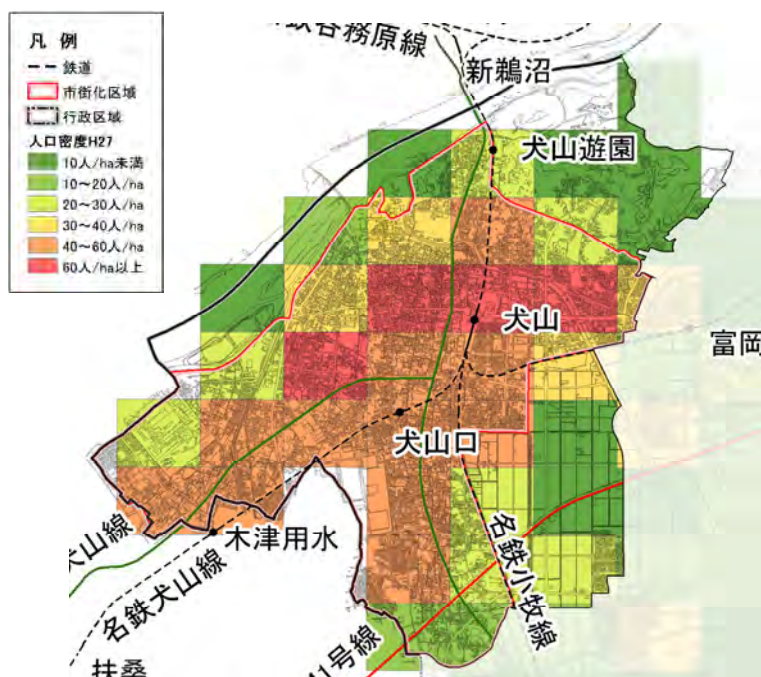 凡 例
鉄道
市街化区域
行政区域
人口密度H27
10人/ha未満
10～20人/ha
20～30人/ha
30～40人/ha
40～60人/ha
60人/ha以上
各務原線
新鵜沼
犬山遊園
犬山
富岡
犬山口
木津用水
犬山線
名鉄犬山線
名鉄小牧線
1号線
扶桑